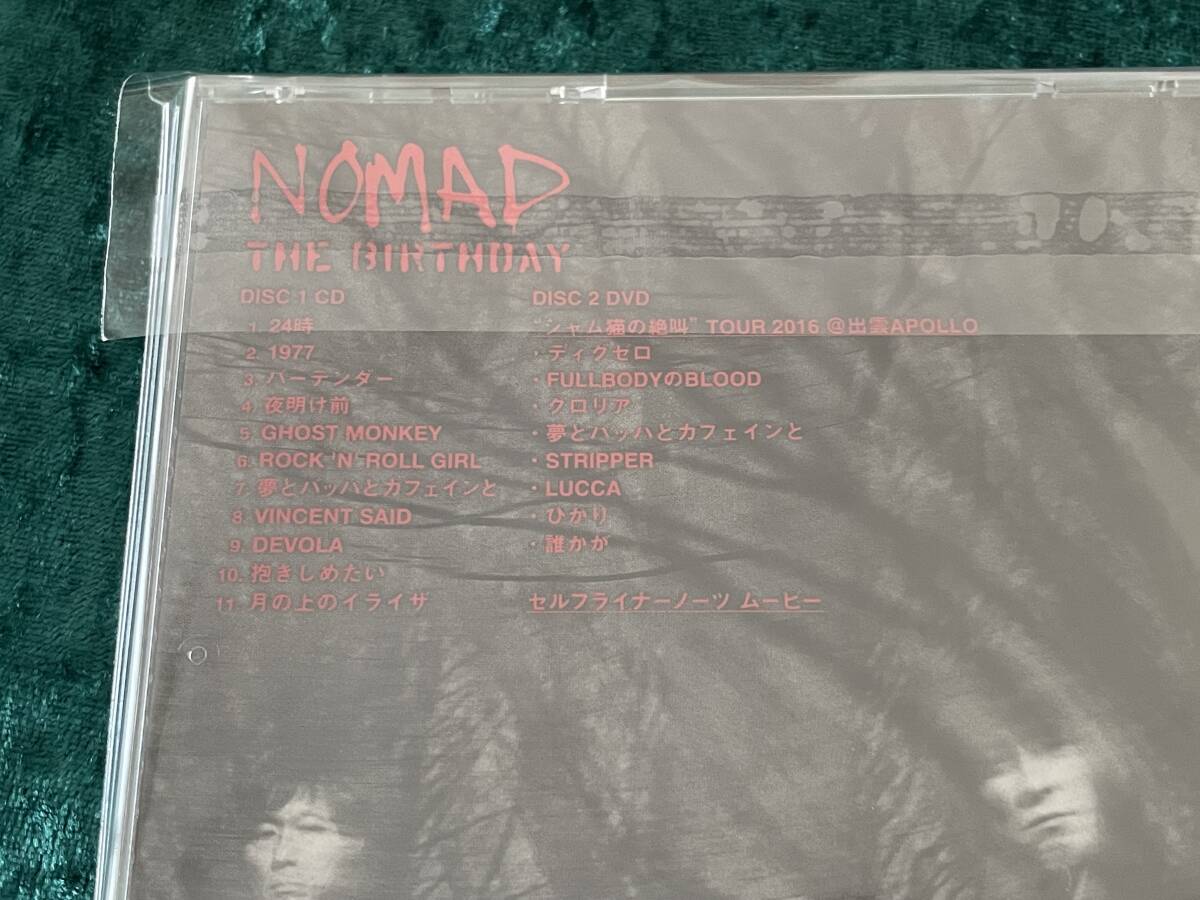 NOMAD
THE BIRTHDAY
DISC 1 CD
1. 24時
2. 1977
3. バーテンダー
4. 夜明け前
5. GHOST MONKEY
6. ROCK 'N' ROLL GIRL
7. 夢とバッハとカフェインと
8. VINCENT SAID
9. DEVOLA
10. 抱きしめたい
11. 月の上のイライザ
DISC 2 DVD
"シャム猫の絶叫" TOUR 2016 @出雲APOLLO
・ディグゼロ
・FULLBODYのBLOOD
・グロリア
・夢とバッハとカフェインと
・STRIPPER
・LUCCA
・ひかり
・誰かが
セルフライナーノーツ ムービー